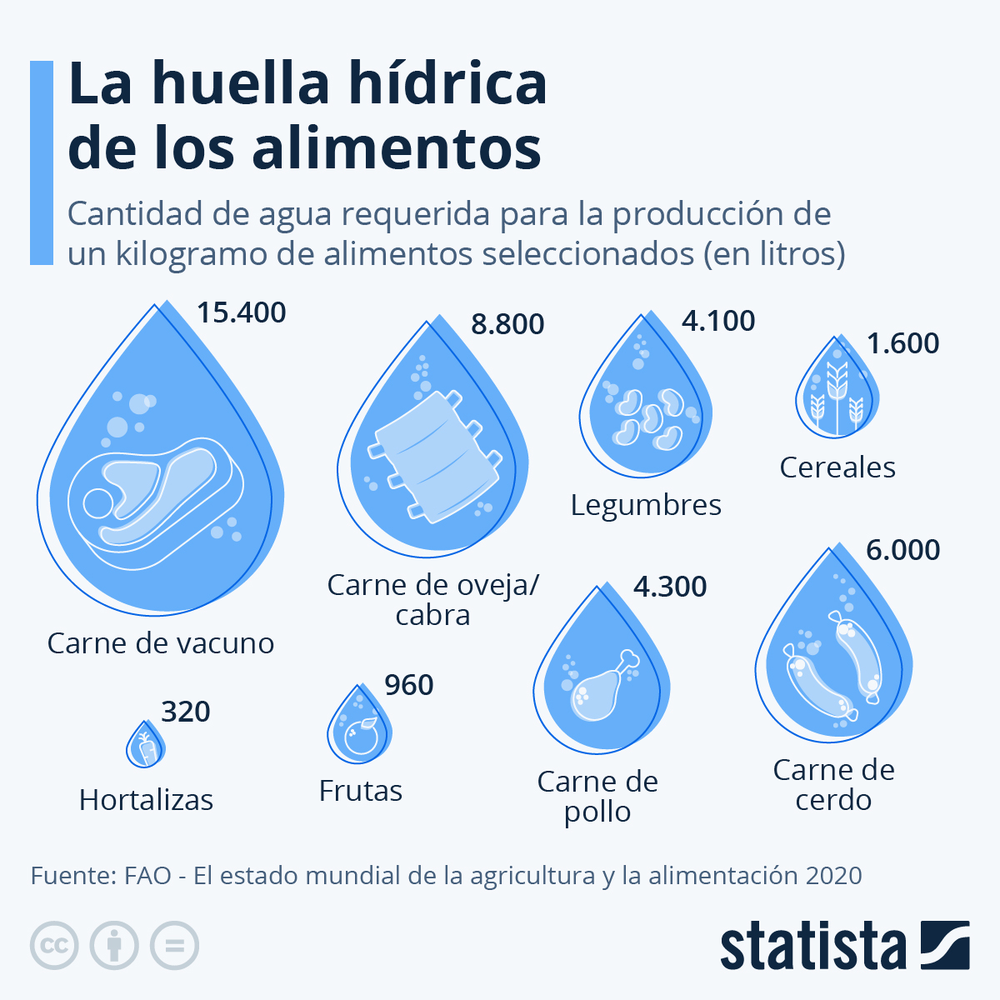 La huella hídrica
de los alimentos
Cantidad de agua requerida para la producción de
un kilogramo de alimentos seleccionados (en litros)
15.400
Carne de vacuno
8.800
Carne de oveja/
cabra
4.100
Legumbres
1.600
Cereales
320
Hortalizas
960
Frutas
4.300
Carne de
pollo
6.000
Carne de
cerdo
Fuente: FAO - El estado mundial de la agricultura y la alimentación 2020
cc
=
statista